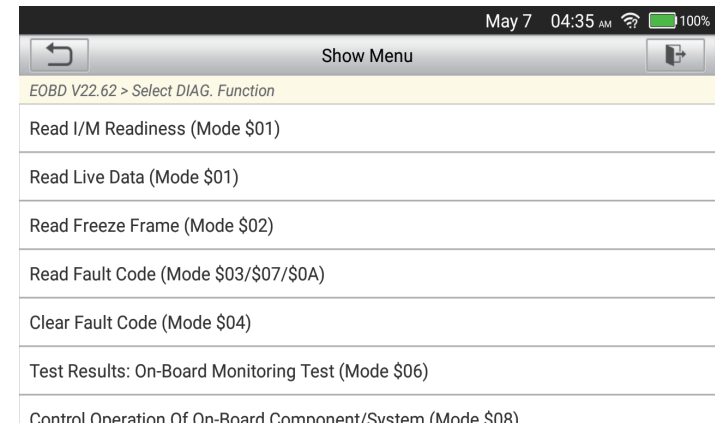 May 7 04:35 AM 100%
Show Menu
EOBD V22.62 > Select DIAG. Function
Read I/M Readiness (Mode $01)
Read Live Data (Mode $01)
Read Freeze Frame (Mode $02)
Read Fault Code (Mode $03/$07/$0A)
Clear Fault Code (Mode $04)
Test Results: On-Board Monitoring Test (Mode $06)
Control Operation Of On-Board Component/System (Mode $08)